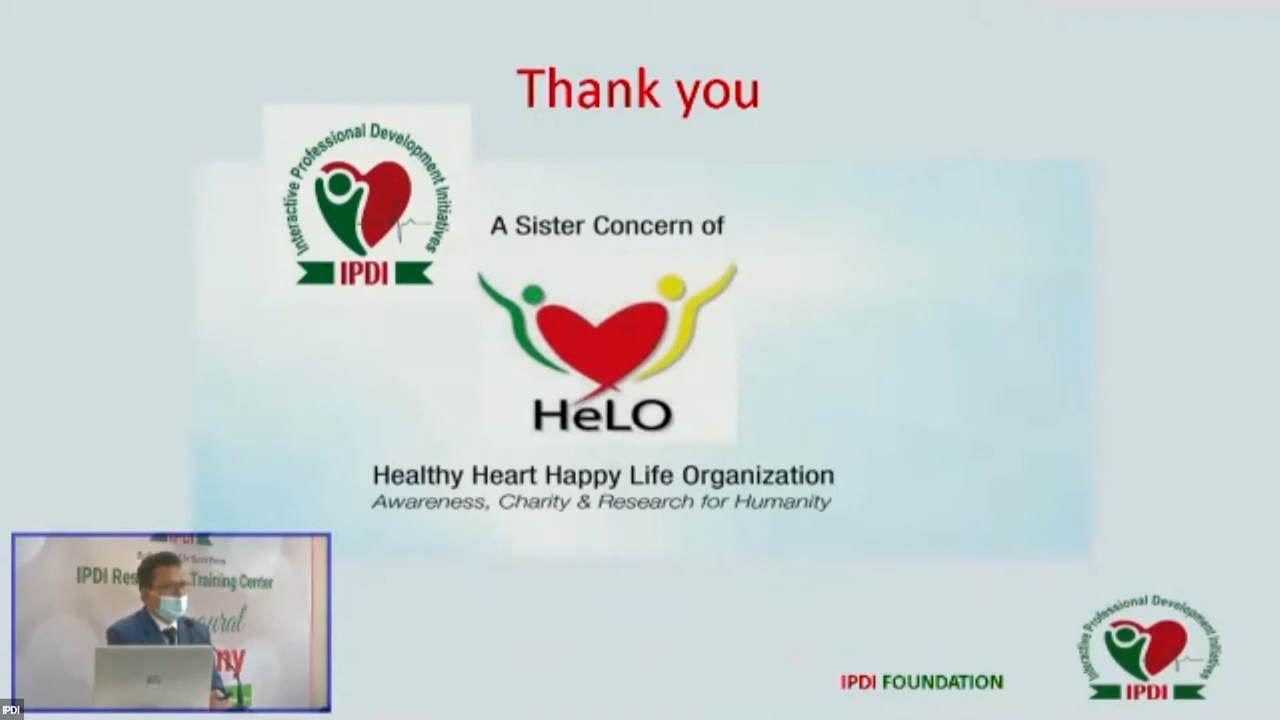 Thank you
Interactive Professional Development Initiatives
IPDI
A Sister Concern of
HeLO
Healthy Heart Happy Life Organization
Awareness, Charity & Research for Humanity
IPDI
IPDI Res
Training Center
IPDI FOUNDATION
Interactive Professional Development Initiatives
IPDI
IPDI